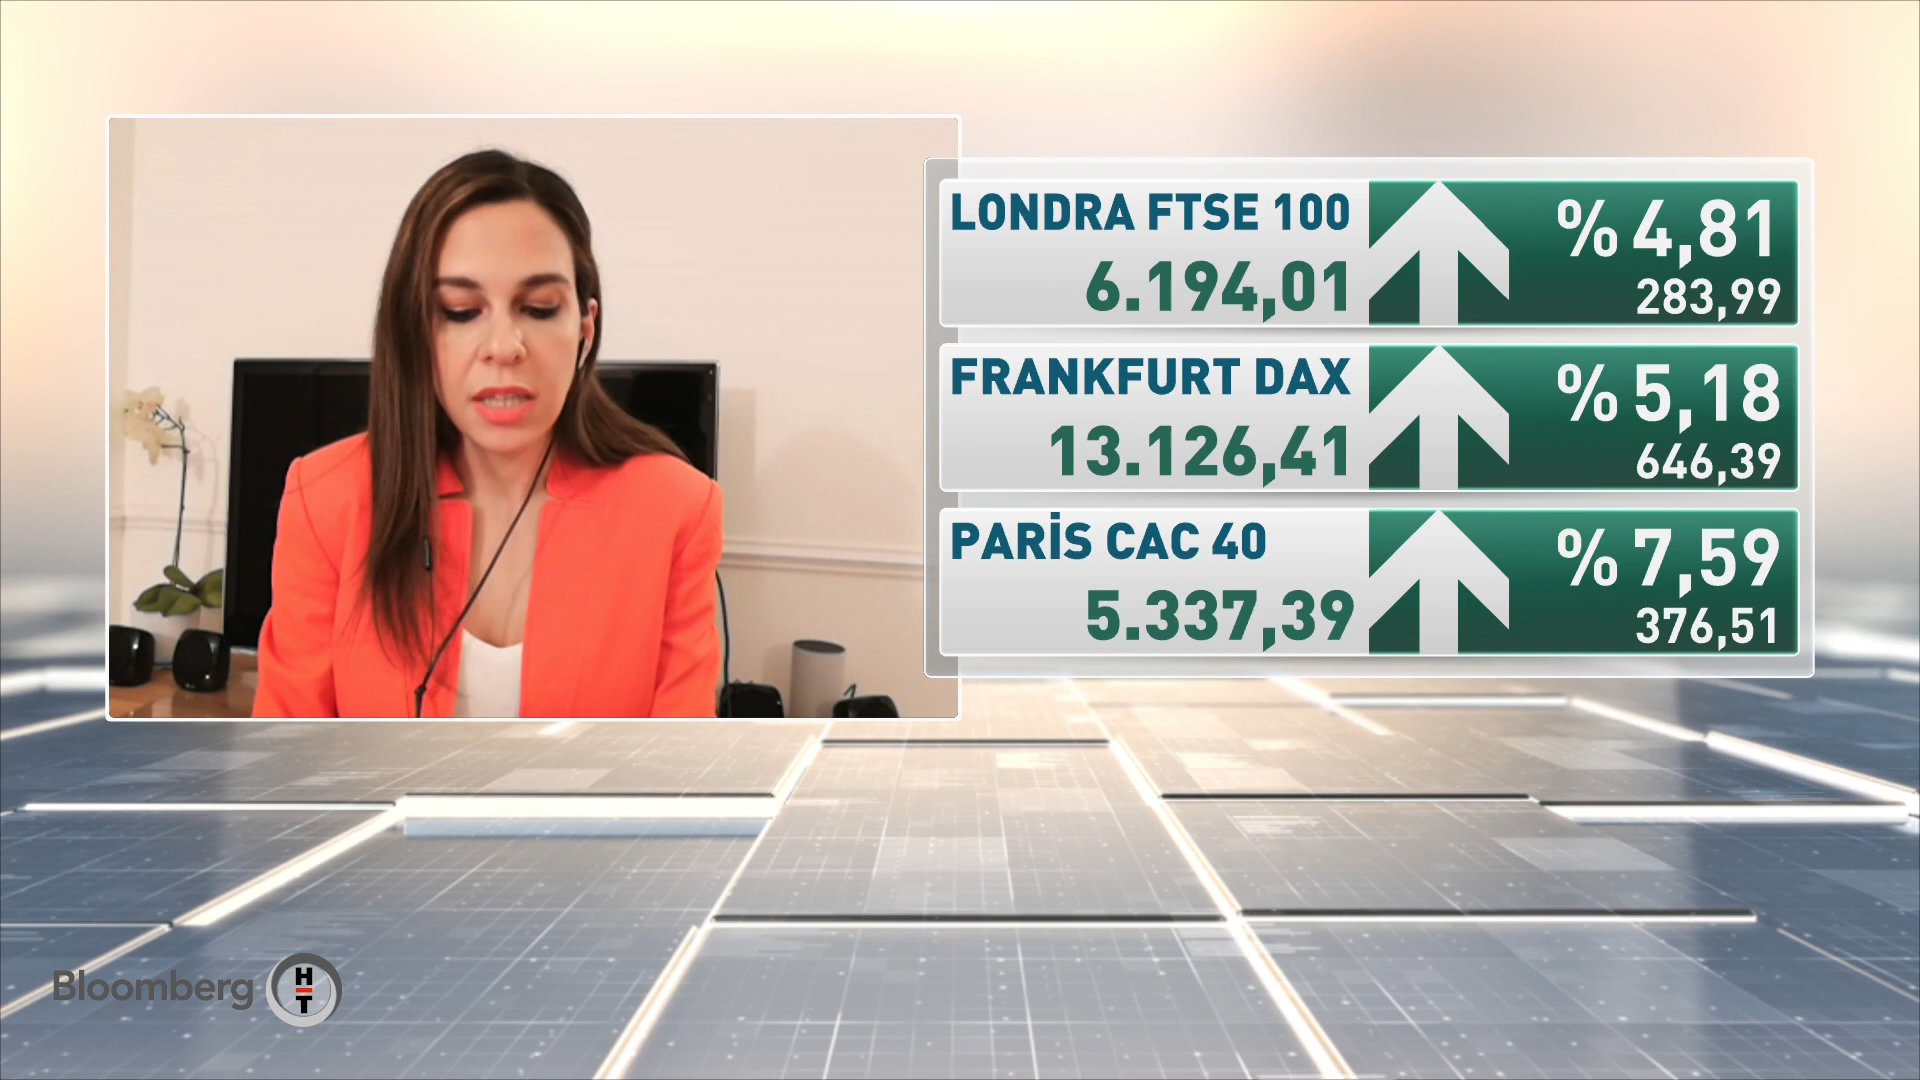 LONDRA FTSE 100
6.194,01
% 4,81
283,99
FRANKFURT DAX
13.126,41
% 5,18
646,39
PARİS CAC 40
5.337,39
% 7,59
376,51
Bloomberg HT